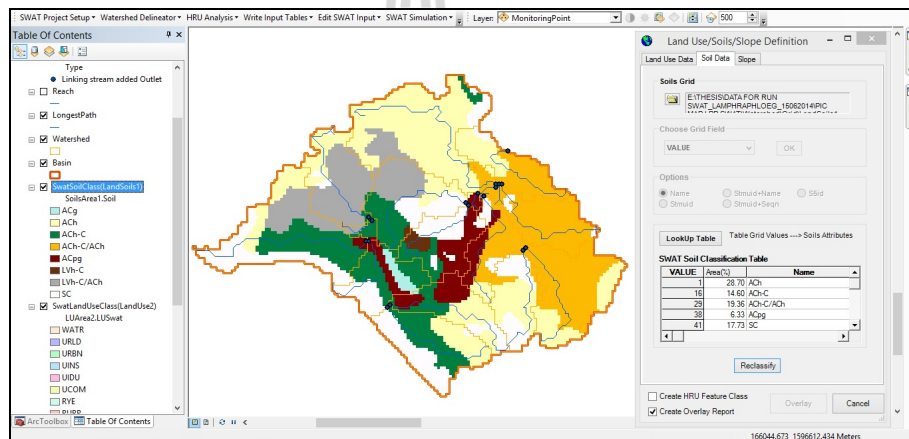 SWAT Project Setup Watershed Delineator HRU Analysis Write Input Tables Edit SWAT Input SWAT Simulation Layer: MonitoringPoint 500
Table Of Contents
Type
Linking stream added Outlet
Reach
LongestPath
Watershed
Basin
SwatSoilClass(LandSoils1)
SoilsArea1.Soil
ACg
ACh
ACh-C
ACh-C/ACh
ACpg
LVh-C
LVh-C/ACh
SC
SwatLandUseClass(LandUse2)
LUArea2.LUSwat
WATR
URLD
URBN
UINS
UIDU
UCOM
RYE
ArcToolbox Table Of Contents
Land Use/Soils/Slope Definition
Land Use Data Soil Data Slope
Soils Grid
E:\THESIS\DATA FOR RUN
SWAT_LAMPHRAPHLOEG_15062014\PIC
Choose Grid Field
VALUE OK
Options
Name Stmuid+Name S5id
Stmuid Stmuid+Seqn
LookUp Table Table Grid Values ---> Soils Attributes
SWAT Soil Classification Table
VALUE Area(%) Name
1 28.70 ACh
16 14.60 ACh-C
29 19.36 ACh-C/ACh
38 6.33 ACpg
41 17.73 SC
Reclassify
Create HRU Feature Class
Create Overlay Report
Overlay Cancel
166044.673 1596612.434 Meters